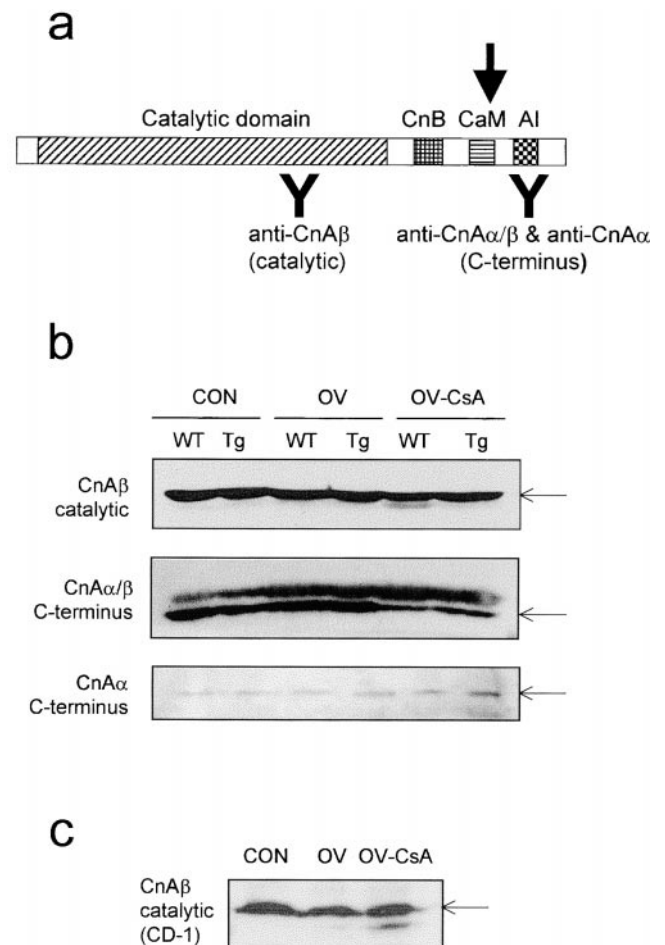 a
Catalytic domain CnB CaM AI
anti-CnAβ anti-CnAα/β & anti-CnAα
(catalytic) (C-terminus)
b
CON OV OV-CsA
WT Tg WT Tg WT Tg
CnAβ
catalytic
CnAα/β
C-terminus
CnAα
C-terminus
c
CON OV OV-CsA
CnAβ
catalytic
(CD-1)